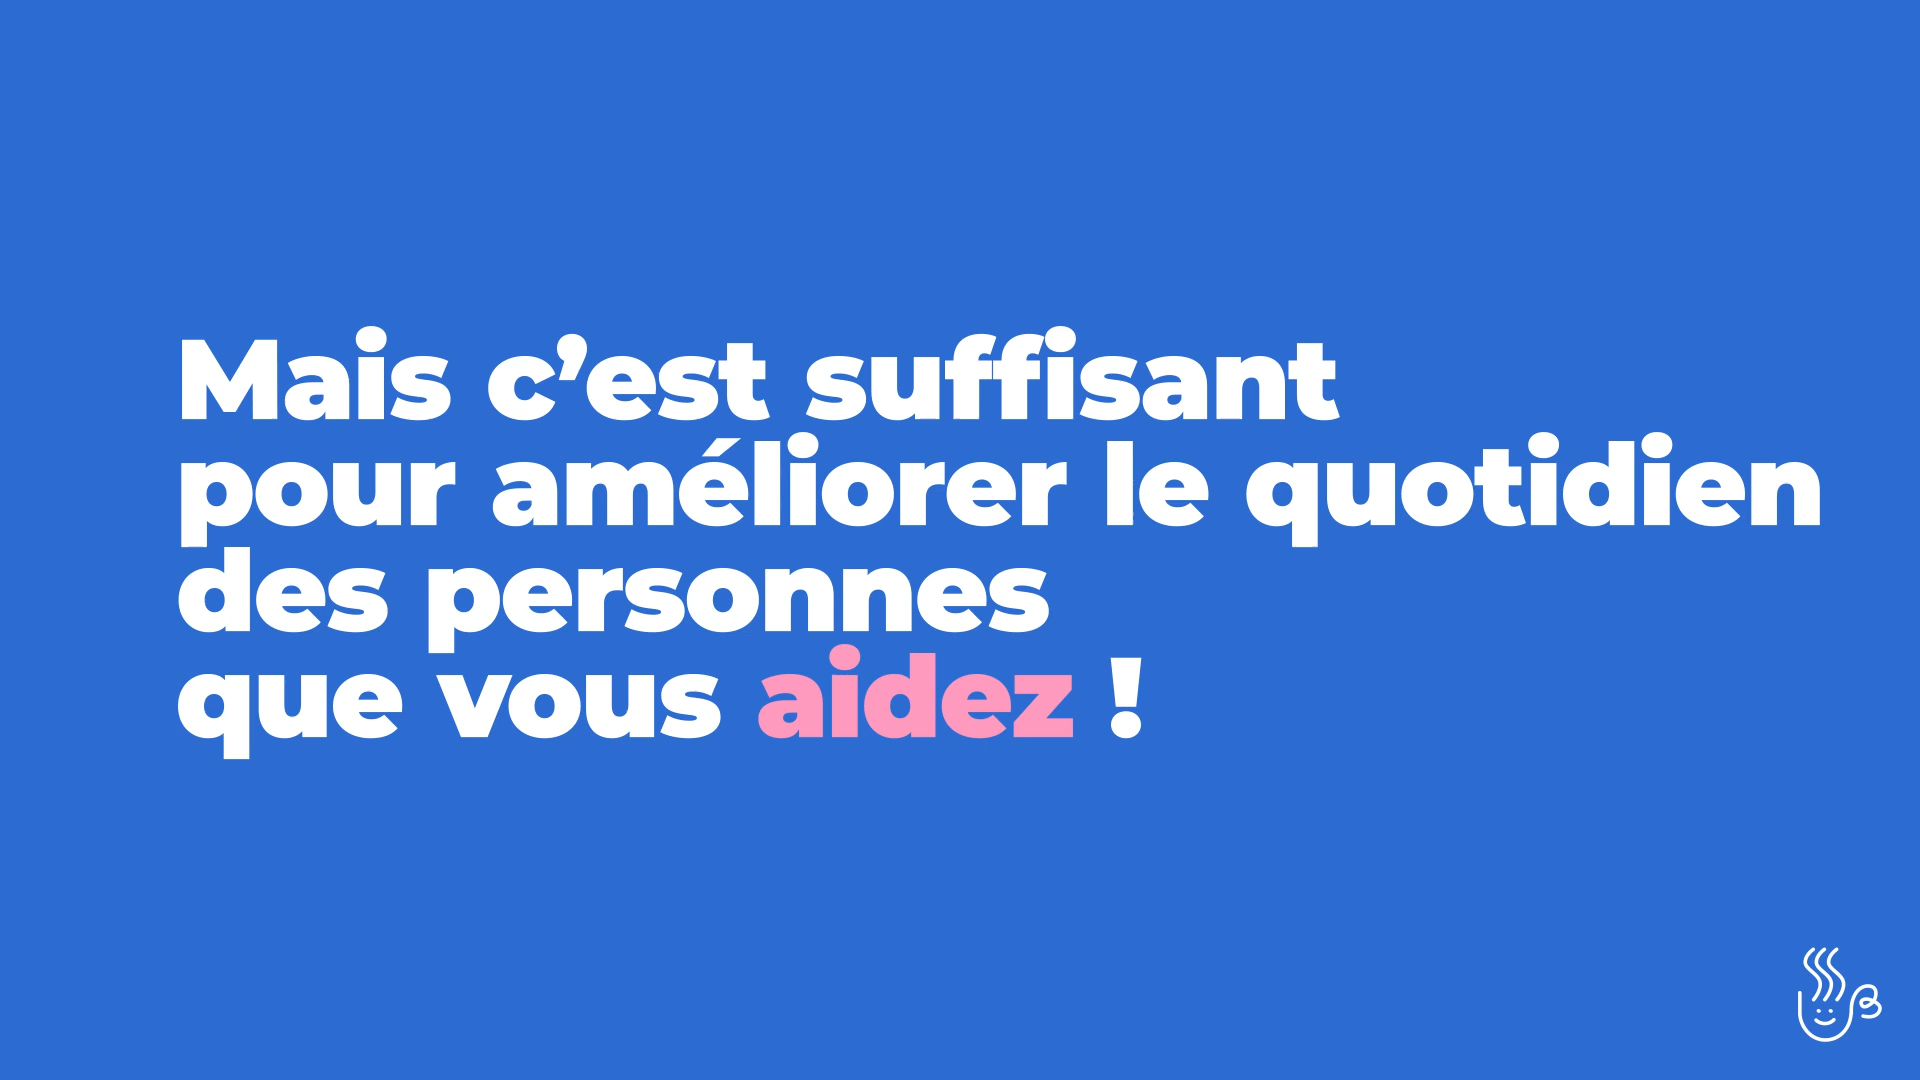 Mais c’est suffisant
pour améliorer le quotidien
des personnes
que vous aidez !